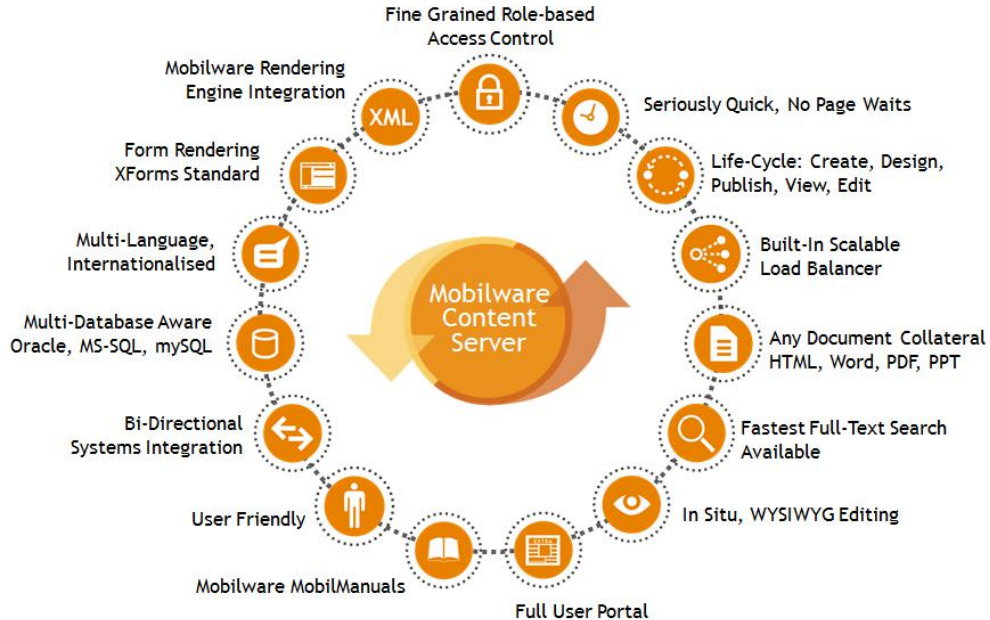 Fine Grained Role-based
Access Control
Mobilware Rendering
Engine Integration
XML
Seriously Quick, No Page Waits
Form Rendering
XForms Standard
Life-Cycle: Create, Design,
Publish, View, Edit
Multi-Language,
Internationalised
Built-In Scalable
Load Balancer
Mobilware
Content
Server
Multi-Database Aware
Oracle, MS-SQL, mySQL
Any Document Collateral
HTML, Word, PDF, PPT
Bi-Directional
Systems Integration
Fastest Full-Text Search
Available
User Friendly
In Situ, WYSIWYG Editing
EXTRA
Mobilware MobilManuals
Full User Portal